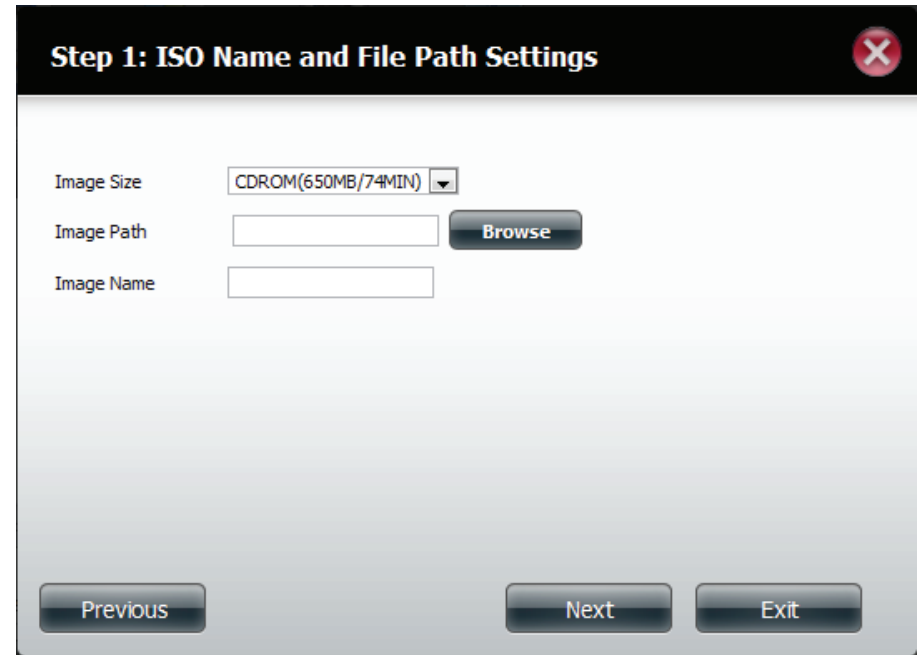 Step 1: ISO Name and File Path Settings
Image Size CDROM(650MB/74MIN)
Image Path Browse
Image Name
Previous Next Exit